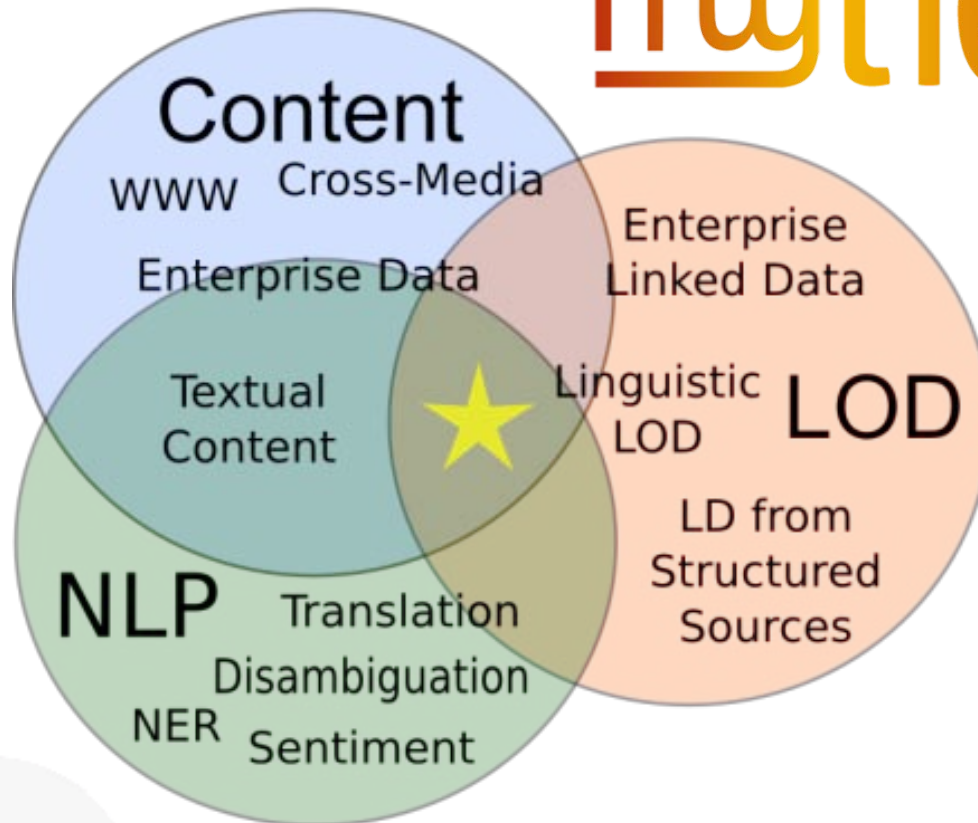 Content
WWW
Cross-Media
Enterprise Data
Textual
Content
Enterprise
Linked Data
Linguistic
LOD
LOD
LD from
Structured
Sources
NLP
Translation
Disambiguation
NER
Sentiment